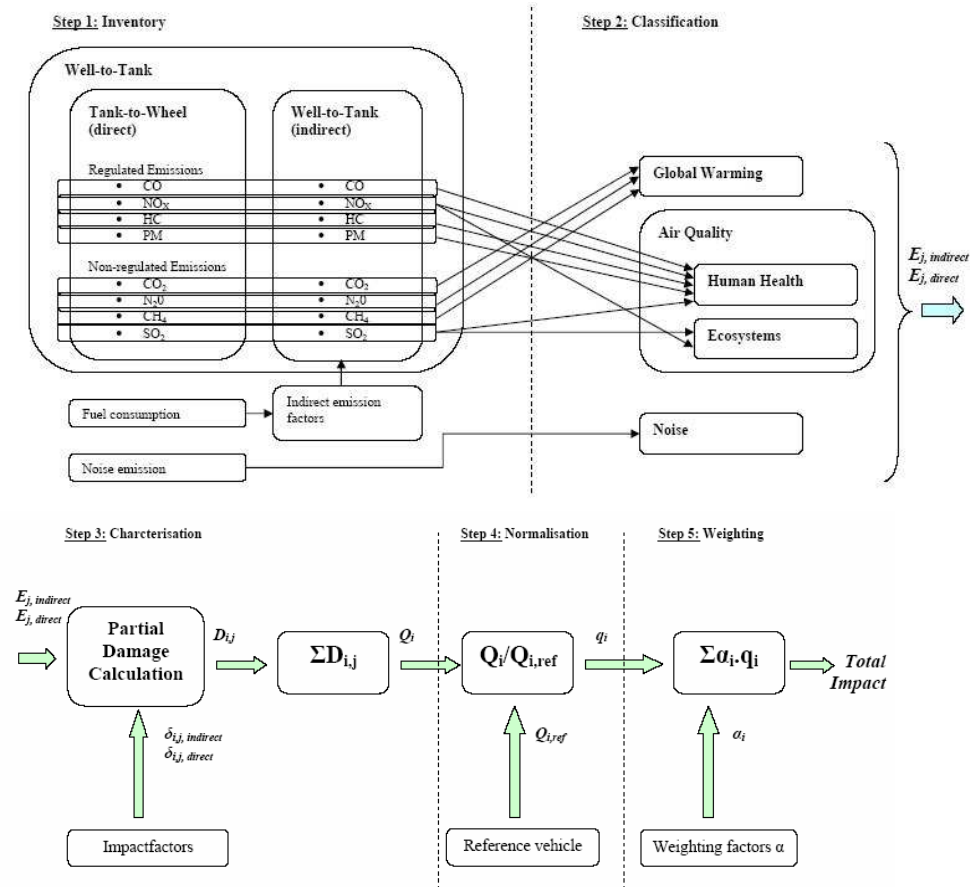 Step 1: Inventory
Step 2: Classification
Well-to-Tank
Tank-to-Wheel
(direct)
Well-to-Tank
(indirect)
Regulated Emissions
• CO • CO
• NOX • NOX
• HC • HC
• PM • PM
Non-regulated Emissions
• CO2 • CO2
• N20 • N20
• CH4 • CH4
• SO2 • SO2
Fuel consumption
Indirect emission
factors
Noise emission
Global Warming
Air Quality
Human Health
Ecosystems
Noise
Ej, indirect
Ej, direct
Step 3: Charcterisation
Step 4: Normalisation
Step 5: Weighting
Ej, indirect
Ej, direct
Partial
Damage
Calculation
Di,j
ΣDi,j
Qi
Qi/Qi,ref
qi
Σαi.qi
Total
Impact
δi,j, indirect
δi,j, direct
Qi,ref
αi
Impactfactors
Reference vehicle
Weighting factors α